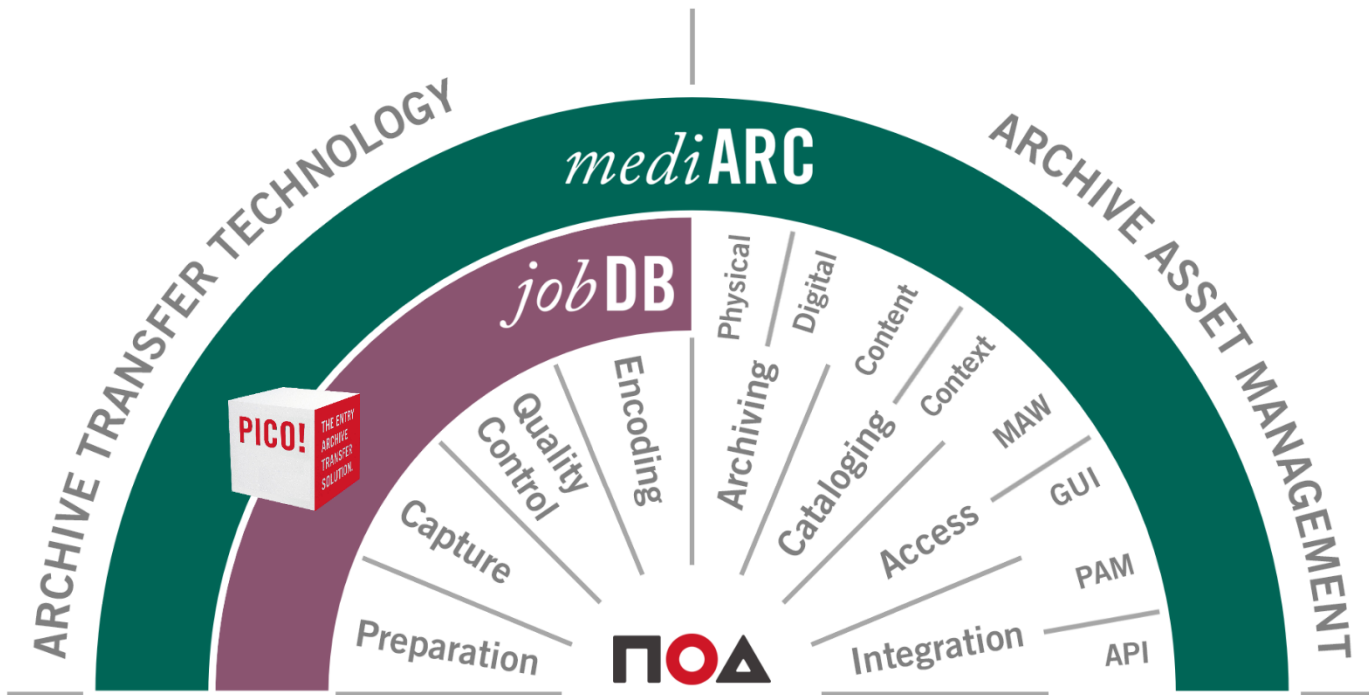 ARCHIVE TRANSFER TECHNOLOGY
ARCHIVE ASSET MANAGEMENT
mediARC
jobDB
PICO!
THE ENTRY
ARCHIVE
TRANSFER
SOLUTION.
Preparation
Capture
Quality
Control
Encoding
Archiving
Physical
Digital
Cataloging
Content
Context
Access
MAW
GUI
Integration
PAM
API
ΠΟΔ